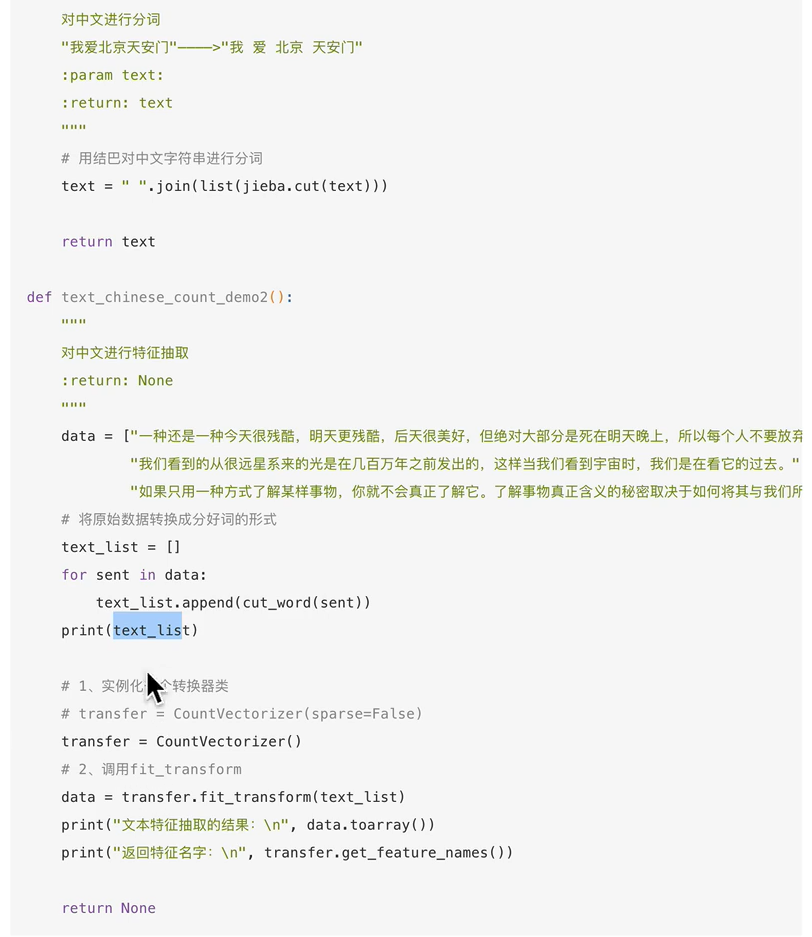 对中文进行分词
"我爱北京天安门"————>"我 爱 北京 天安门"
:param text:
:return: text
"""
# 用结巴对中文字符串进行分词
text = " ".join(list(jieba.cut(text)))
return text
def text_chinese_count_demo2():
"""
对中文进行特征抽取
:return: None
"""
data = ["一种还是一种今天很残酷，明天更残酷，后天很美好，但绝对大部分是死在明天晚上，所以每个人不要放弃
"我们看到的从很远星系来的光是在几百万年之前发出的，这样当我们看到宇宙时，我们是在看它的过去。"
"如果只用一种方式了解某样事物，你就不会真正了解它。了解事物真正含义的秘密取决于如何将其与我们所
# 将原始数据转换成分好词的形式
text_list = []
for sent in data:
text_list.append(cut_word(sent))
print(text_list)
# 1、实例化 个转换器类
# transfer = CountVectorizer(sparse=False)
transfer = CountVectorizer()
# 2、调用fit_transform
data = transfer.fit_transform(text_list)
print("文本特征抽取的结果：\n", data.toarray())
print("返回特征名字：\n", transfer.get_feature_names())
return None